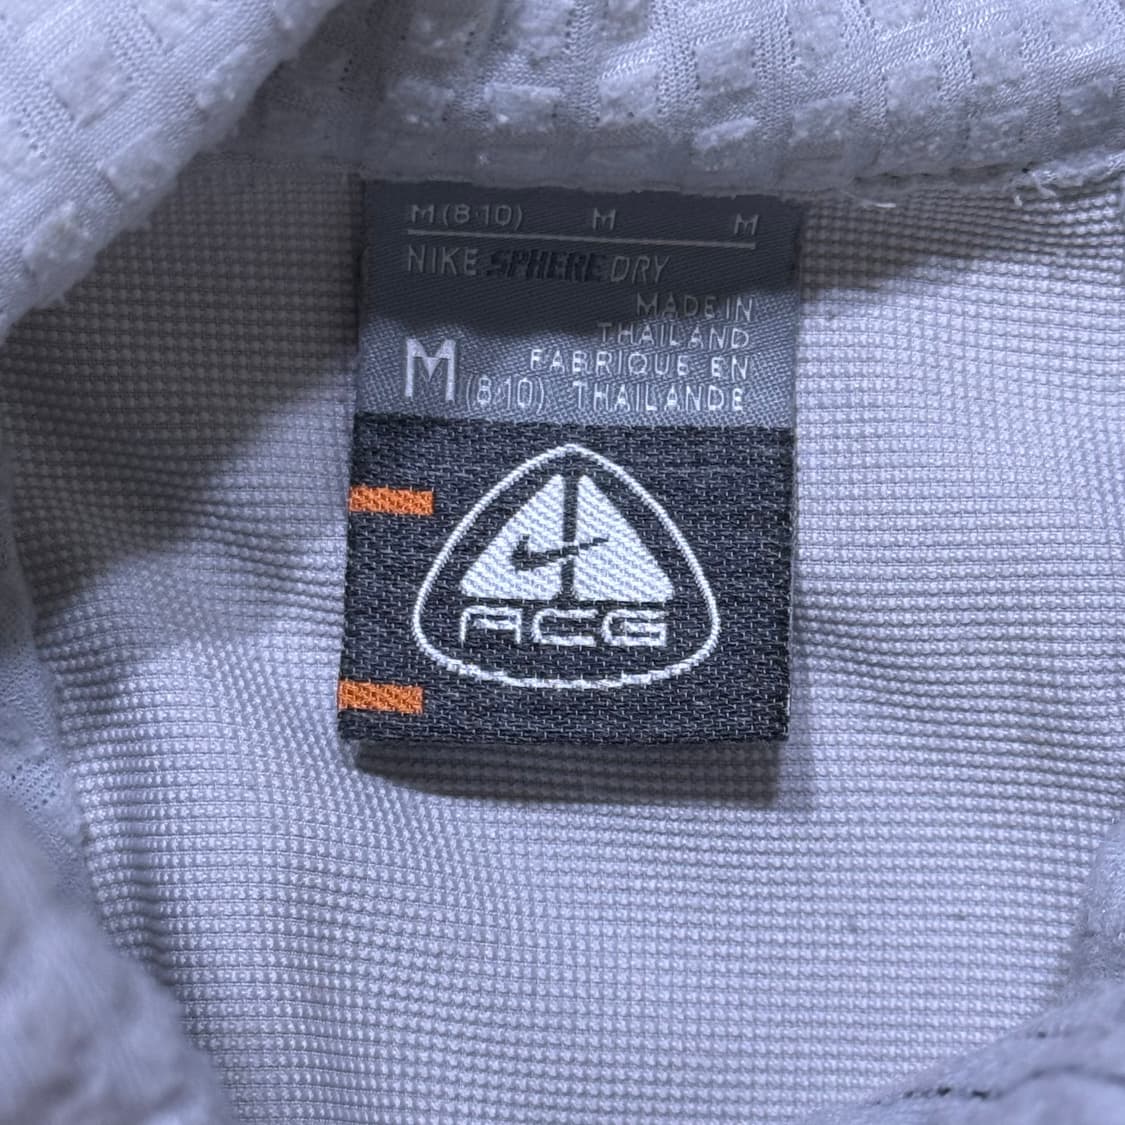 M (8-10) M M
NIKE SPHERE DRY
MADE IN
THAILAND
FABRIQUE EN
M (8-10) THAILANDE
ACG